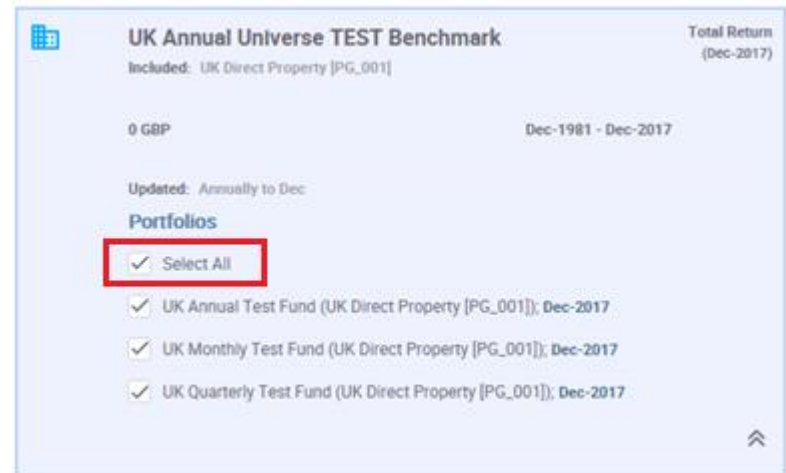 UK Annual Universe TEST Benchmark
Total Return
(Dec-2017)
Included: UK Direct Property [PG_001]
0 GBP
Dec-1981 - Dec-2017
Updated: Annually to Dec
Portfolios
Select All
UK Annual Test Fund (UK Direct Property [PG_001]); Dec-2017
UK Monthly Test Fund (UK Direct Property [PG_001]); Dec-2017
UK Quarterly Test Fund (UK Direct Property [PG_001]); Dec-2017